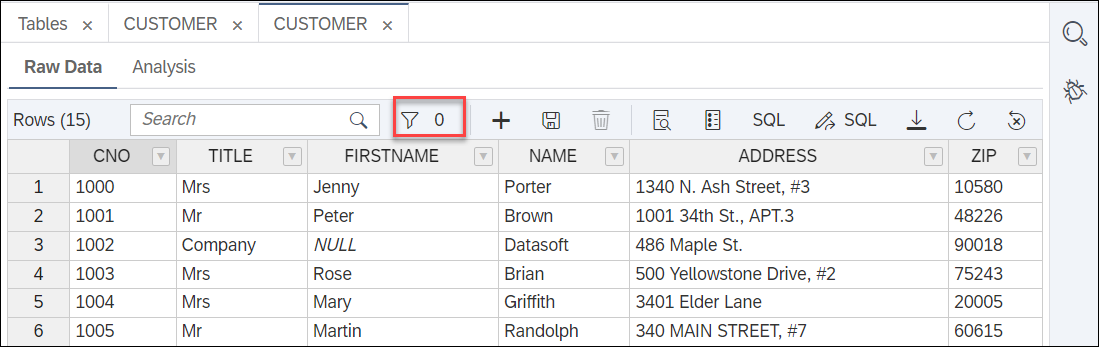 Tables × CUSTOMER × CUSTOMER ×
Raw Data Analysis
Rows (15) Search 0 SQL SQL
CNO TITLE FIRSTNAME NAME ADDRESS ZIP
1 1000 Mrs Jenny Porter 1340 N. Ash Street, #3 10580
2 1001 Mr Peter Brown 1001 34th St., APT.3 48226
3 1002 Company NULL Datasoft 486 Maple St. 90018
4 1003 Mrs Rose Brian 500 Yellowstone Drive, #2 75243
5 1004 Mrs Mary Griffith 3401 Elder Lane 20005
6 1005 Mr Martin Randolph 340 MAIN STREET, #7 60615